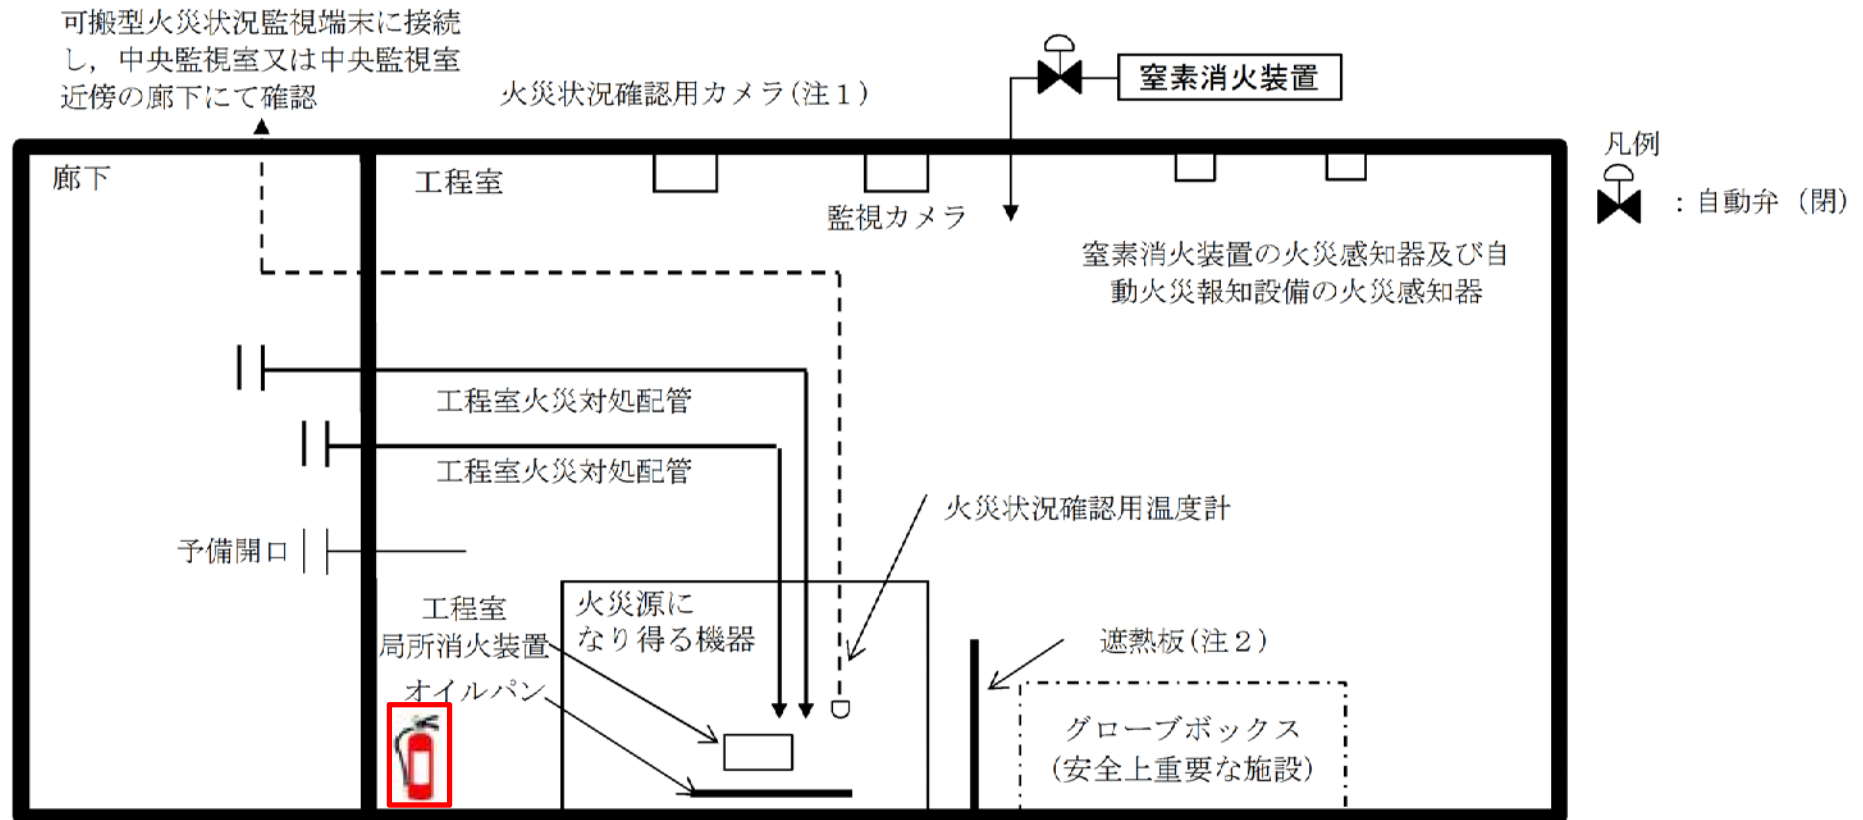 可搬型火災状況監視端末に接続
し，中央監視室又は中央監視室
近傍の廊下にて確認
火災状況確認用カメラ(注１)
窒素消火装置
凡例
：自動弁（閉）
廊下
工程室
監視カメラ
窒素消火装置の火災感知器及び自
動火災報知設備の火災感知器
工程室火災対処配管
工程室火災対処配管
火災状況確認用温度計
予備開口
工程室
局所消火装置
オイルパン
火災源に
なり得る機器
遮熱板(注２)
グローブボックス
(安全上重要な施設)